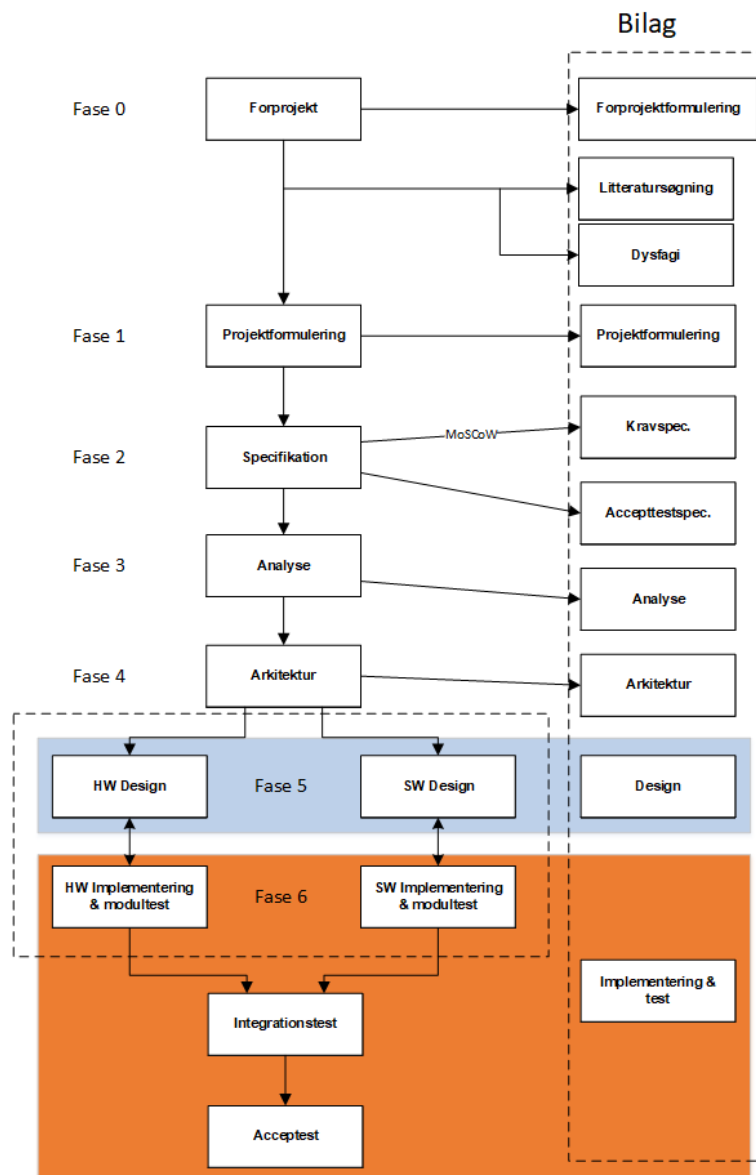 Bilag
Fase 0
Forprojekt
Forprojektformulering
Litteratursøgning
Dysfagi
Fase 1
Projektformulering
Projektformulering
Fase 2
Specifikation
MoSCoW
Kravspec.
Accepttestspec.
Fase 3
Analyse
Analyse
Fase 4
Arkitektur
Arkitektur
HW Design
Fase 5
SW Design
Design
HW Implementering
& modultest
Fase 6
SW Implementering
& modultest
Implementering &
test
Integrationstest
Acceptest